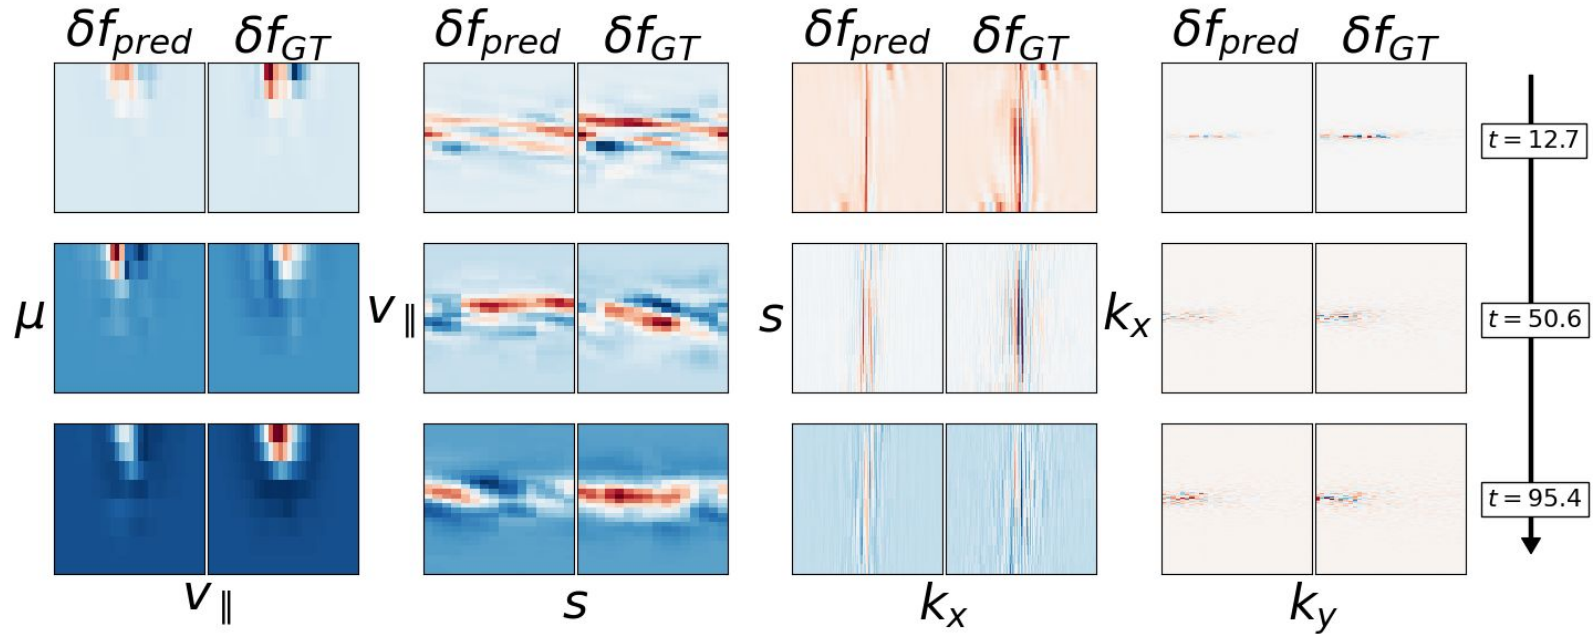 δf_pred δf_GT δf_pred δf_GT δf_pred δf_GT δf_pred δf_GT
t = 12.7
μ v_∥ s k_x t = 50.6
t = 95.4
v_∥ s k_x k_y